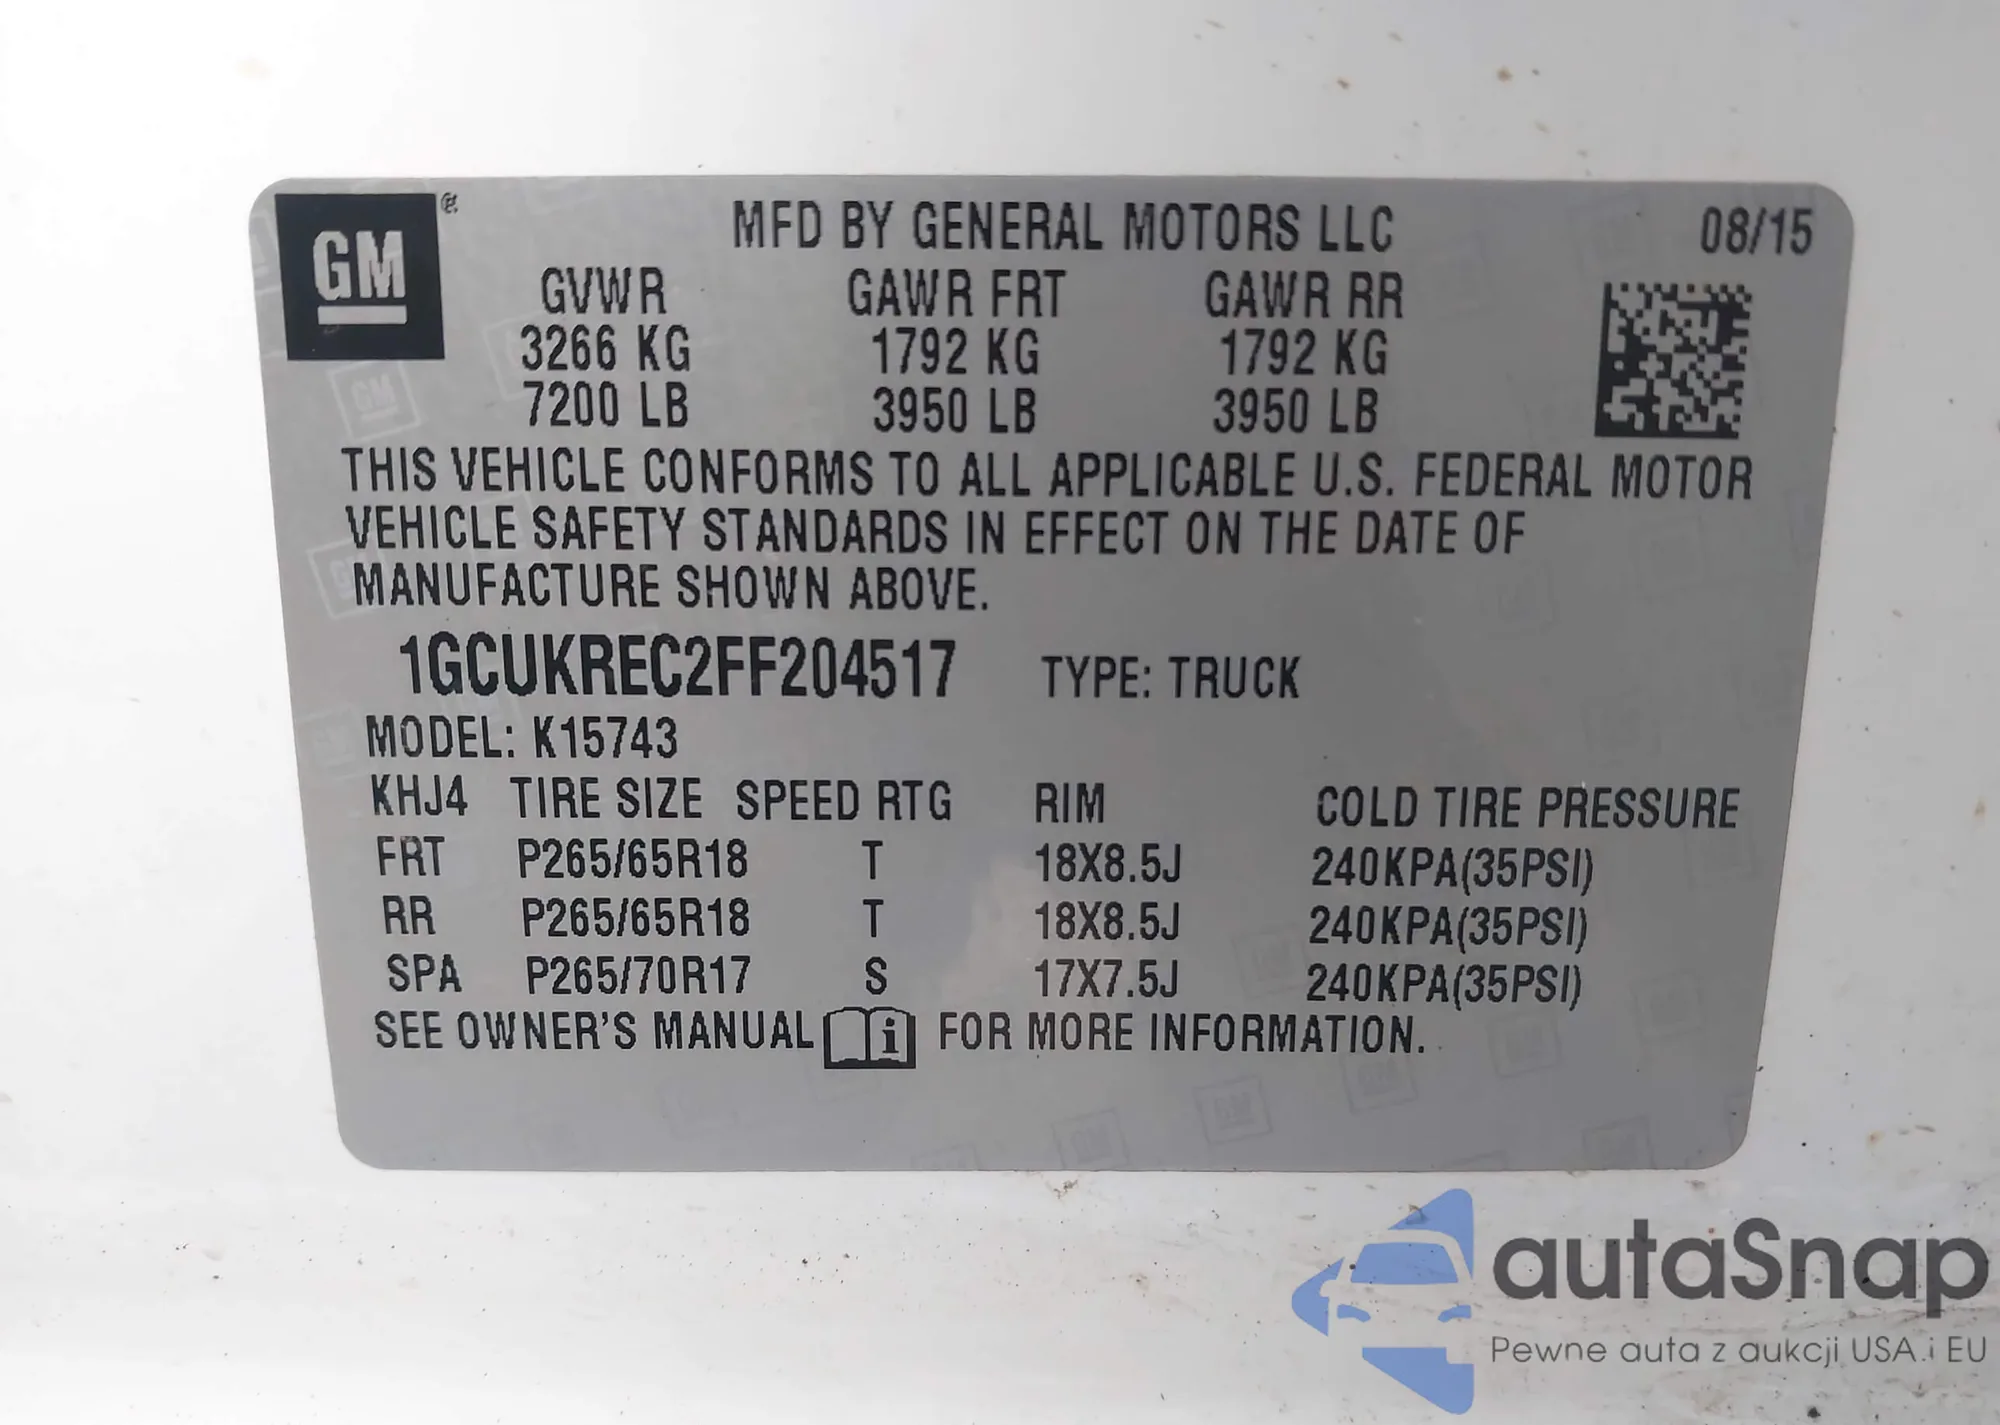 GM ®
MFD BY GENERAL MOTORS LLC 08/15
GVWR GAWR FRT GAWR RR
3266 KG 1792 KG 1792 KG
7200 LB 3950 LB 3950 LB
THIS VEHICLE CONFORMS TO ALL APPLICABLE U.S. FEDERAL MOTOR
VEHICLE SAFETY STANDARDS IN EFFECT ON THE DATE OF
MANUFACTURE SHOWN ABOVE.
1GCUKREC2FF204517 TYPE: TRUCK
MODEL: K15743
KHJ4 TIRE SIZE SPEED RTG RIM COLD TIRE PRESSURE
FRT P265/65R18 T 18X8.5J 240KPA(35PSI)
RR P265/65R18 T 18X8.5J 240KPA(35PSI)
SPA P265/70R17 S 17X7.5J 240KPA(35PSI)
SEE OWNER'S MANUAL i FOR MORE INFORMATION.
autaSnap
Pewne auta z aukcji USA i EU